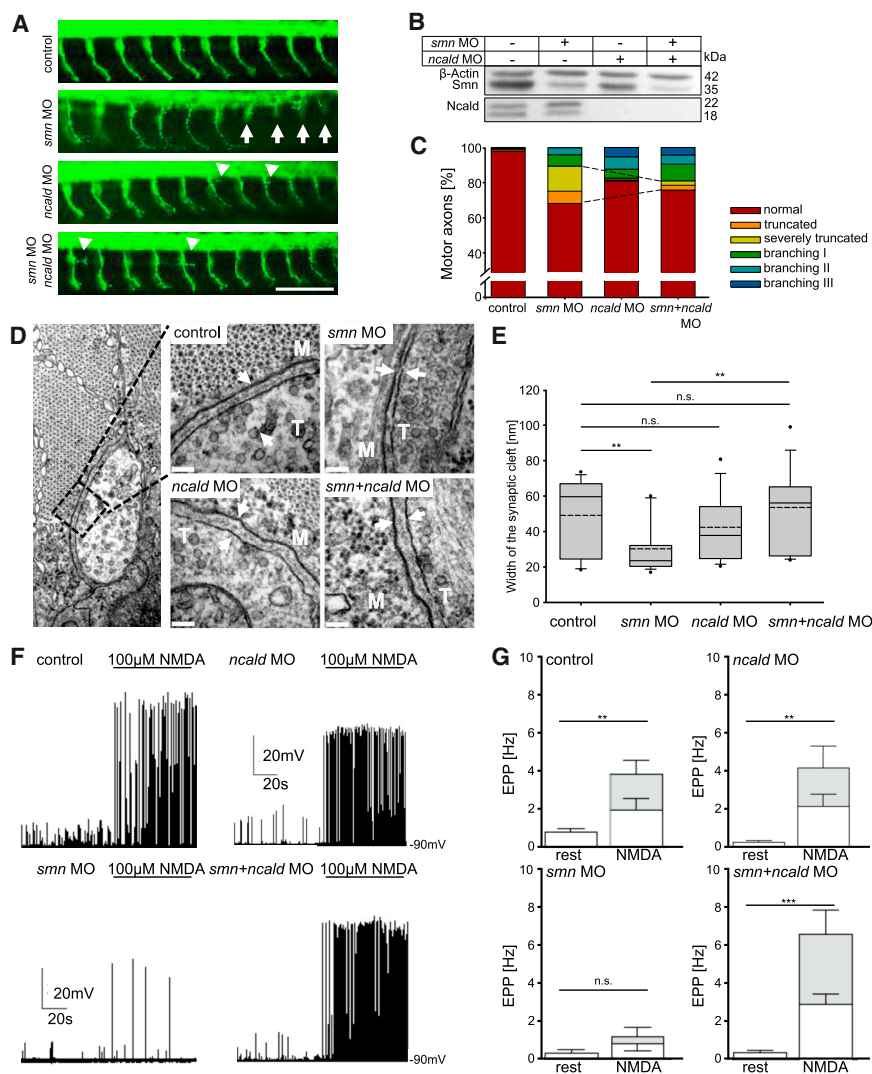 A
control
smn MO
ncald MO
smn MO
ncald MO
B
smn MO - + - +
ncald MO - - + +
kDa
β-Actin 42
Smn 35
Ncald 22
18
C
Motor axons [%]
100
80
60
40
0
control smn MO ncald MO smn+ncald MO
normal
truncated
severely truncated
branching I
branching II
branching III
D
control
M
T
smn MO
M
T
ncald MO
T
M
smn+ncald MO
M
T
E
Width of the synaptic cleft [nm]
120
100
80
60
40
20
0
**
n.s.
n.s.
**
control smn MO ncald MO smn+ncald MO
F
control 100µM NMDA
ncald MO 100µM NMDA
20mV
20s
-90mV
smn MO 100µM NMDA
smn+ncald MO 100µM NMDA
20mV
20s
-90mV
G
control
EPP [Hz]
10
8
6
4
2
0
**
rest NMDA
ncald MO
EPP [Hz]
10
8
6
4
2
0
**
rest NMDA
smn MO
EPP [Hz]
10
8
6
4
2
0
n.s.
rest NMDA
smn+ncald MO
EPP [Hz]
10
8
6
4
2
0
***
rest NMDA